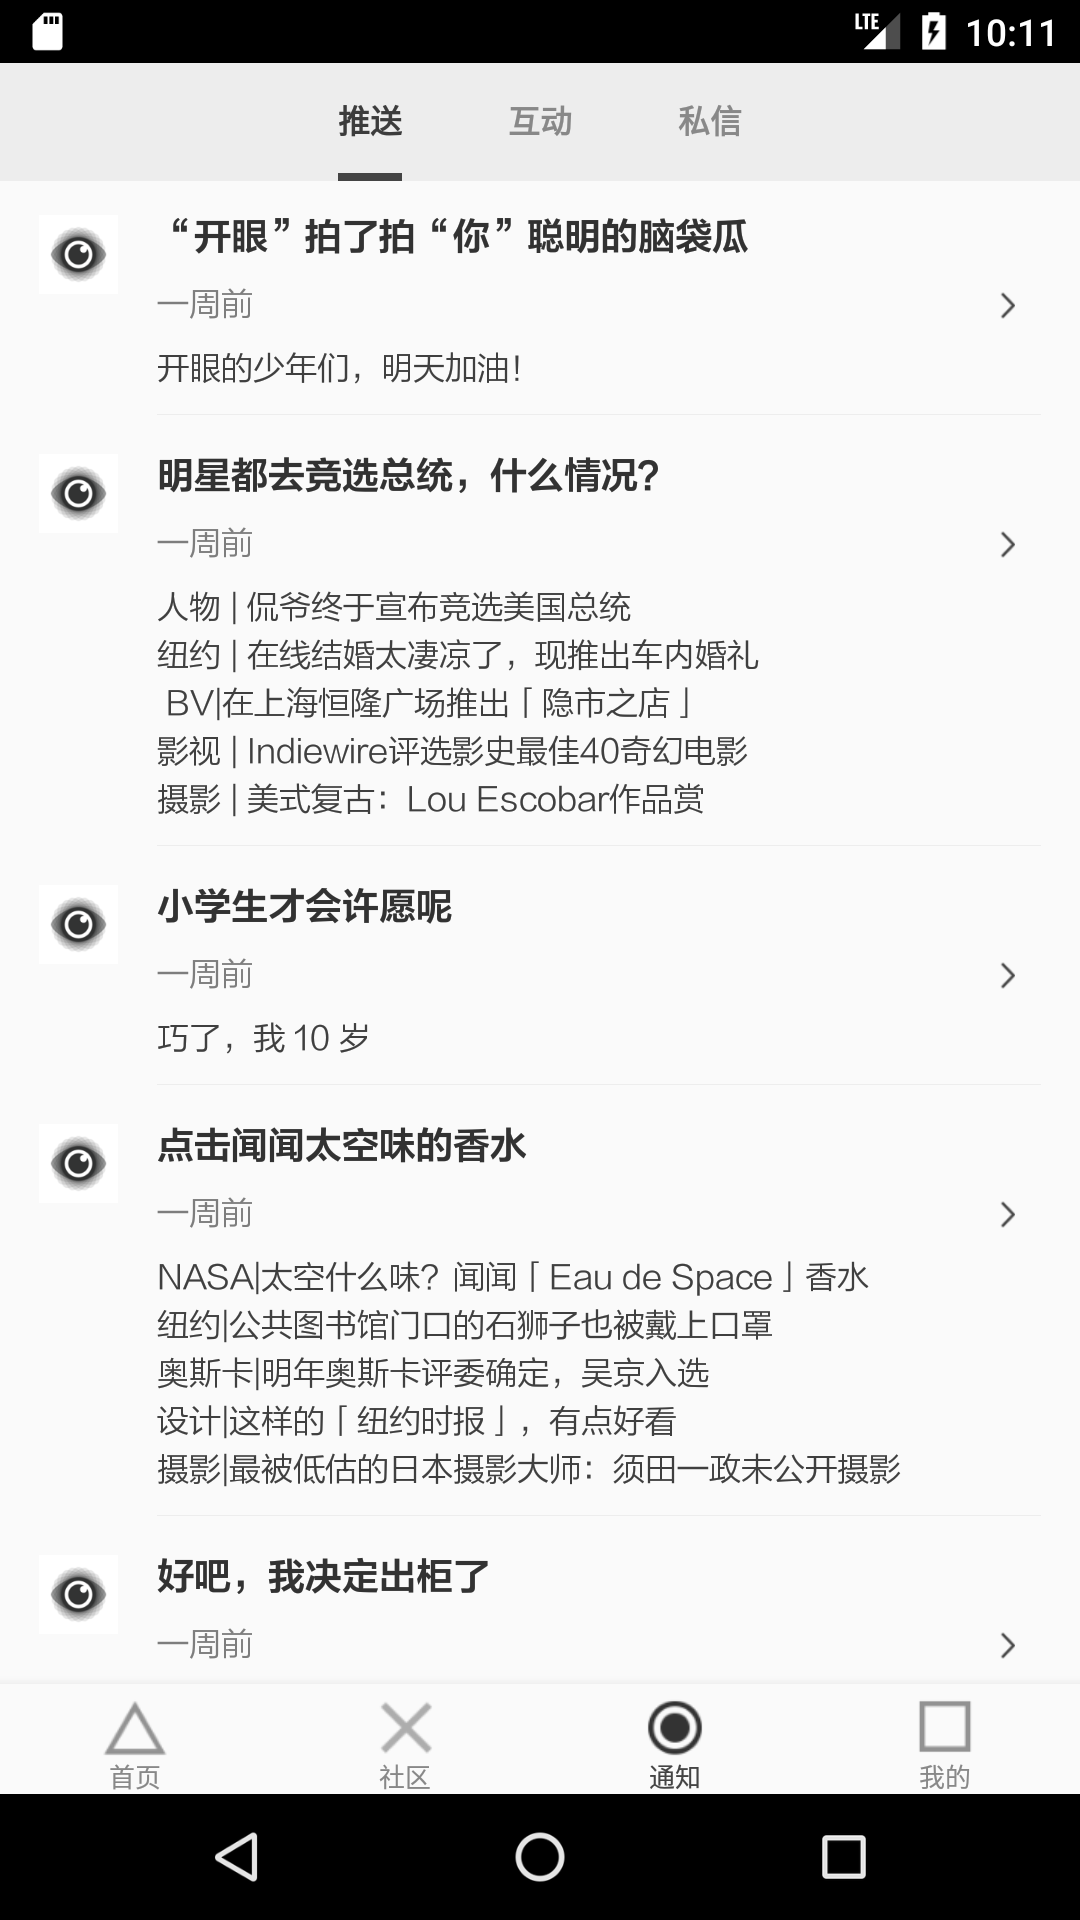 LTE 10:11
推送 互动 私信
“开眼”拍了拍“你”聪明的脑袋瓜
一周前
开眼的少年们，明天加油！
明星都去竞选总统，什么情况？
一周前
人物 | 侃爷终于宣布竞选美国总统
纽约 | 在线结婚太凄凉了，现推出车内婚礼
BV|在上海恒隆广场推出「隐市之店」
影视 | Indiewire评选影史最佳40奇幻电影
摄影 | 美式复古：Lou Escobar作品赏
小学生才会许愿呢
一周前
巧了，我 10 岁
点击闻闻太空味的香水
一周前
NASA|太空什么味？闻闻「Eau de Space」香水
纽约|公共图书馆门口的石狮子也被戴上口罩
奥斯卡|明年奥斯卡评委确定，吴京入选
设计|这样的「纽约时报」，有点好看
摄影|最被低估的日本摄影大师：须田一政未公开摄影
好吧，我决定出柜了
一周前
首页 社区 通知 我的